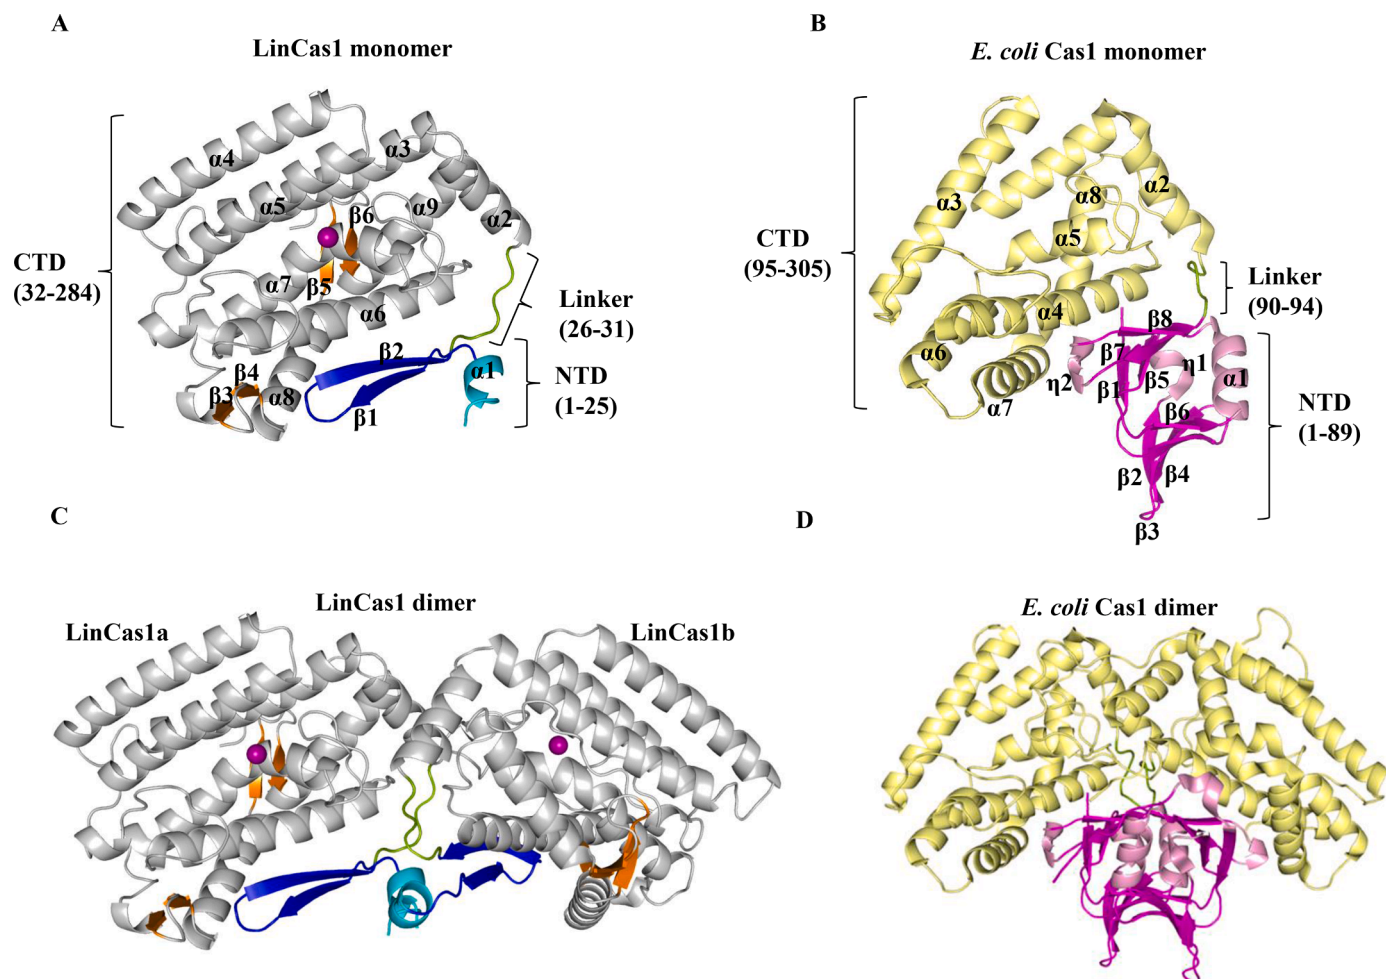 A
LinCas1 monomer
CTD
(32-284)
α4
α3
α5
β6
α9
α2
α7
β5
α6
Linker
(26-31)
β2
β4
β3
α8
β1
α1
NTD
(1-25)
B
E. coli Cas1 monomer
CTD
(95-305)
α3
α8
α2
α5
α4
Linker
(90-94)
β8
α6
β7
η2
β1
β5
η1
α1
α7
β6
NTD
(1-89)
β2
β4
β3
C
LinCas1 dimer
LinCas1a
LinCas1b
D
E. coli Cas1 dimer